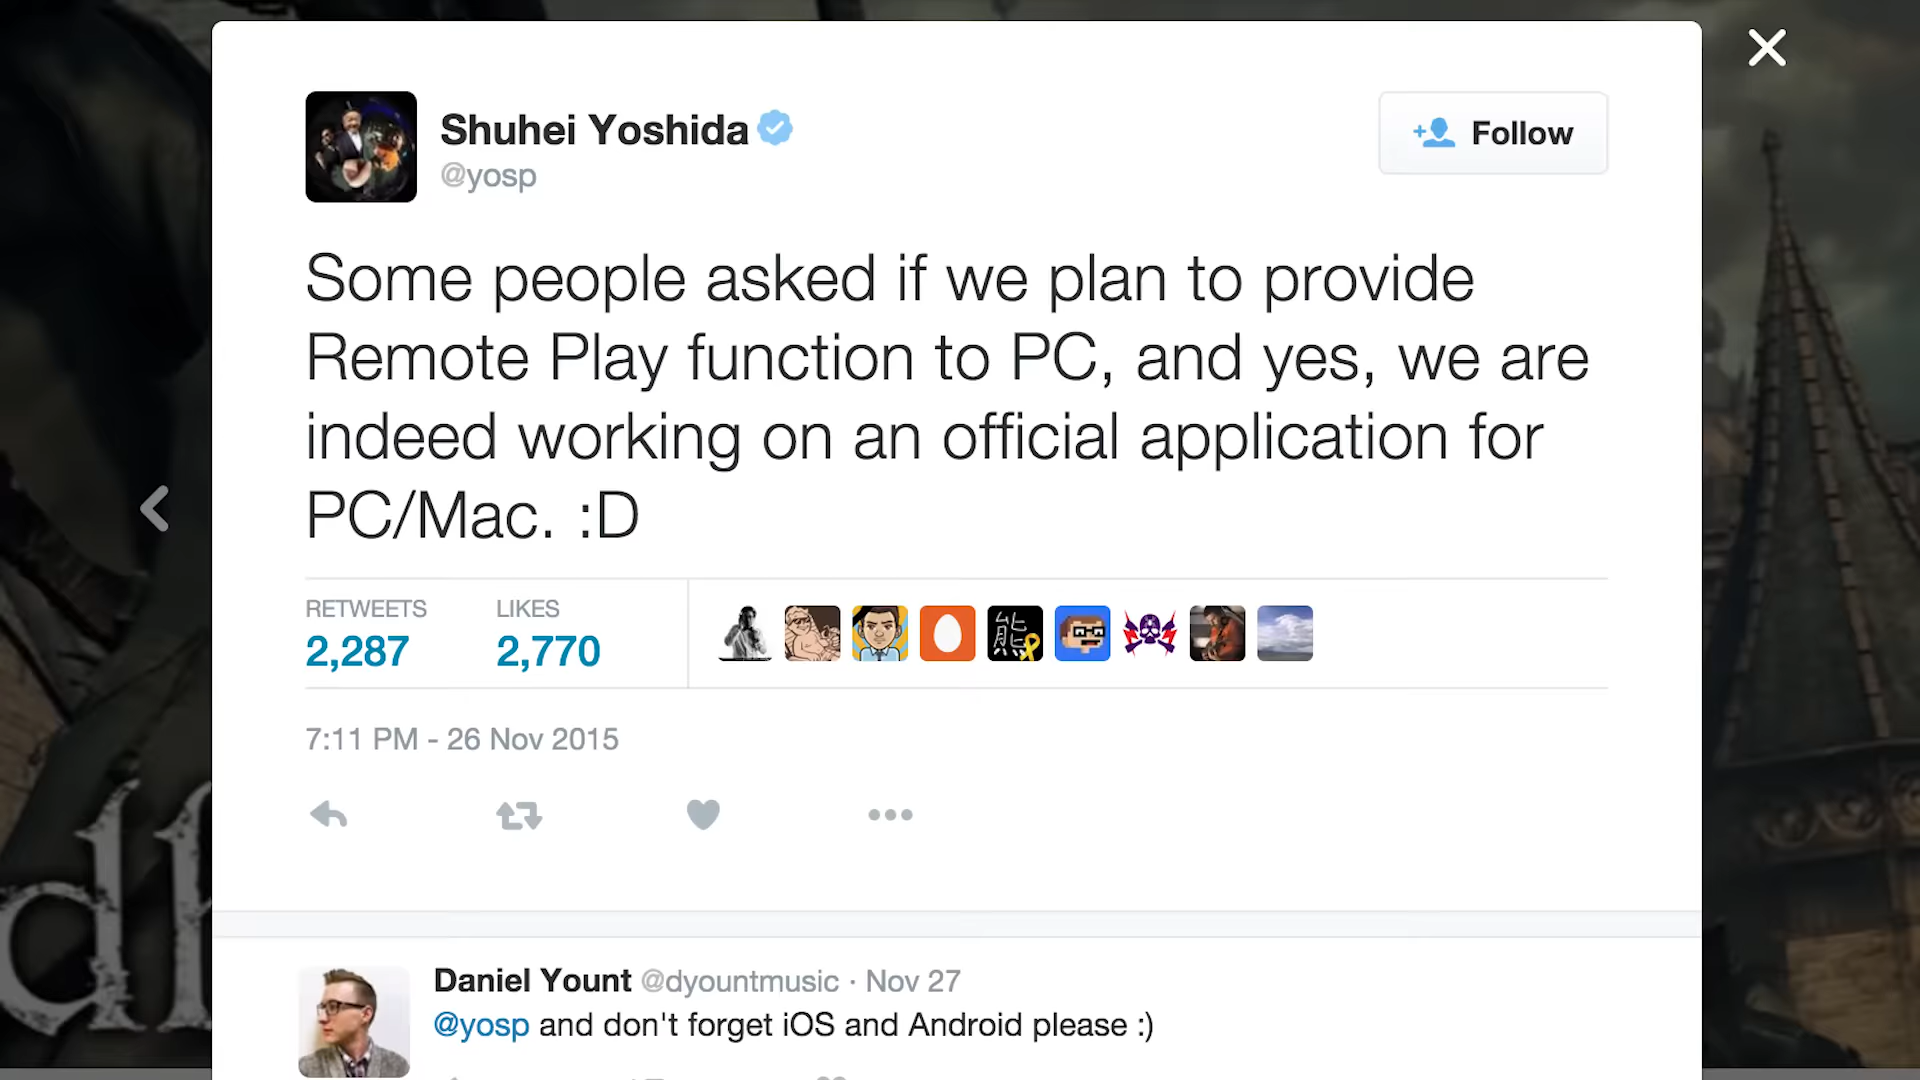 Shuhei Yoshida
@yosp
Follow
Some people asked if we plan to provide
Remote Play function to PC, and yes, we are
indeed working on an official application for
PC/Mac. :D
RETWEETS LIKES
2,287 2,770
熊
7:11 PM - 26 Nov 2015
Daniel Yount @dyountmusic · Nov 27
@yosp and don't forget iOS and Android please :)